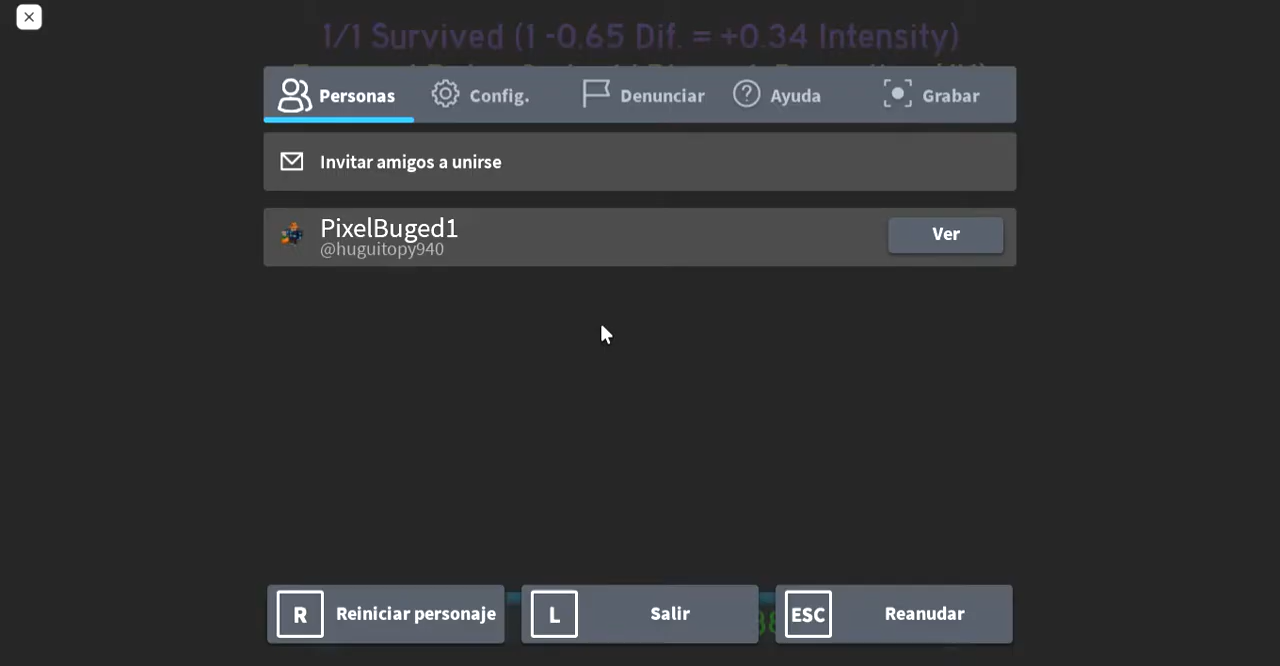 1/1 Survived (1 -0.65 Dif. = +0.34 Intensity)
Personas
Config.
Denunciar
Ayuda
Grabar
Invitar amigos a unirse
PixelBuged1
@huguitopy940
Ver
R Reiniciar personaje
L Salir
ESC Reanudar